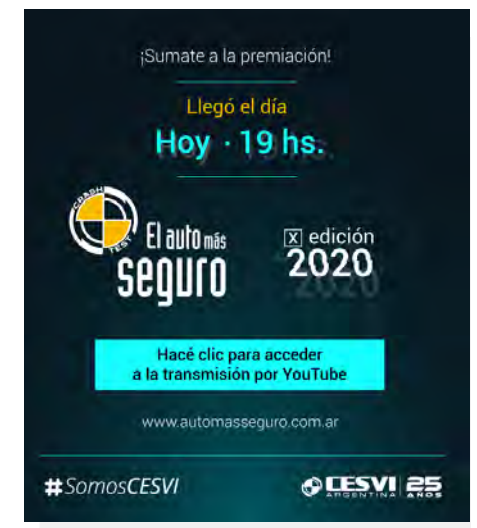 ¡Sumate a la premiación!
Llegó el día
Hoy · 19 hs.
CRASH
TEST
El auto más
seguro
X edición
2020
Hacé clic para acceder
a la transmisión por YouTube
www.automasseguro.com.ar
#SomosCESVI
CESVI 25
ARGENTINA AÑOS